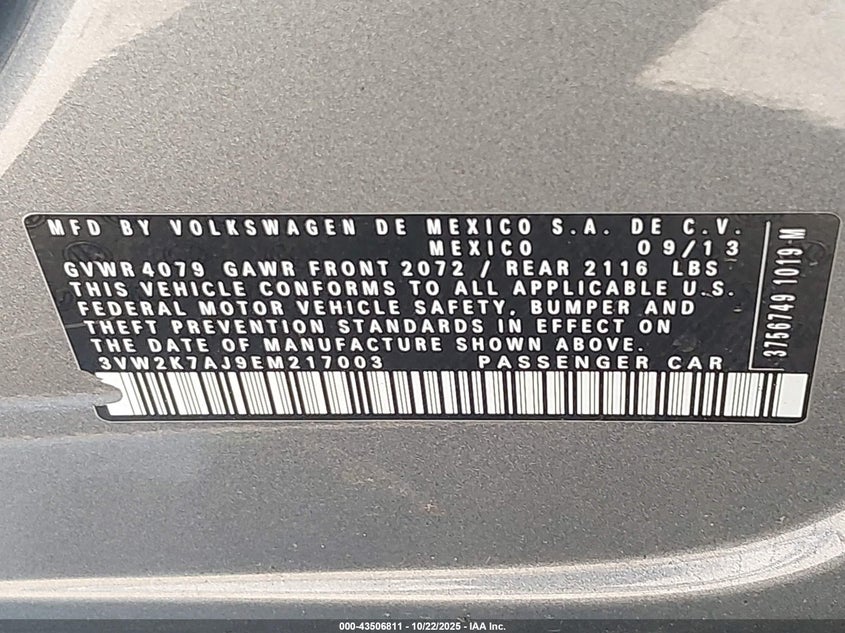 MFD BY VOLKSWAGEN DE MEXICO S.A. DE C.V.
MEXICO 09/13
GVWR 4079 GAWR FRONT 2072 / REAR 2116 LBS
THIS VEHICLE CONFORMS TO ALL APPLICABLE U.S.
FEDERAL MOTOR VEHICLE SAFETY, BUMPER AND
THEFT PREVENTION STANDARDS IN EFFECT ON
THE DATE OF MANUFACTURE SHOWN ABOVE.
3VW2K7AJ9EM217003 PASSENGER CAR
3756749 1019 M
000-43506811 - 10/22/2025 - IAA Inc.